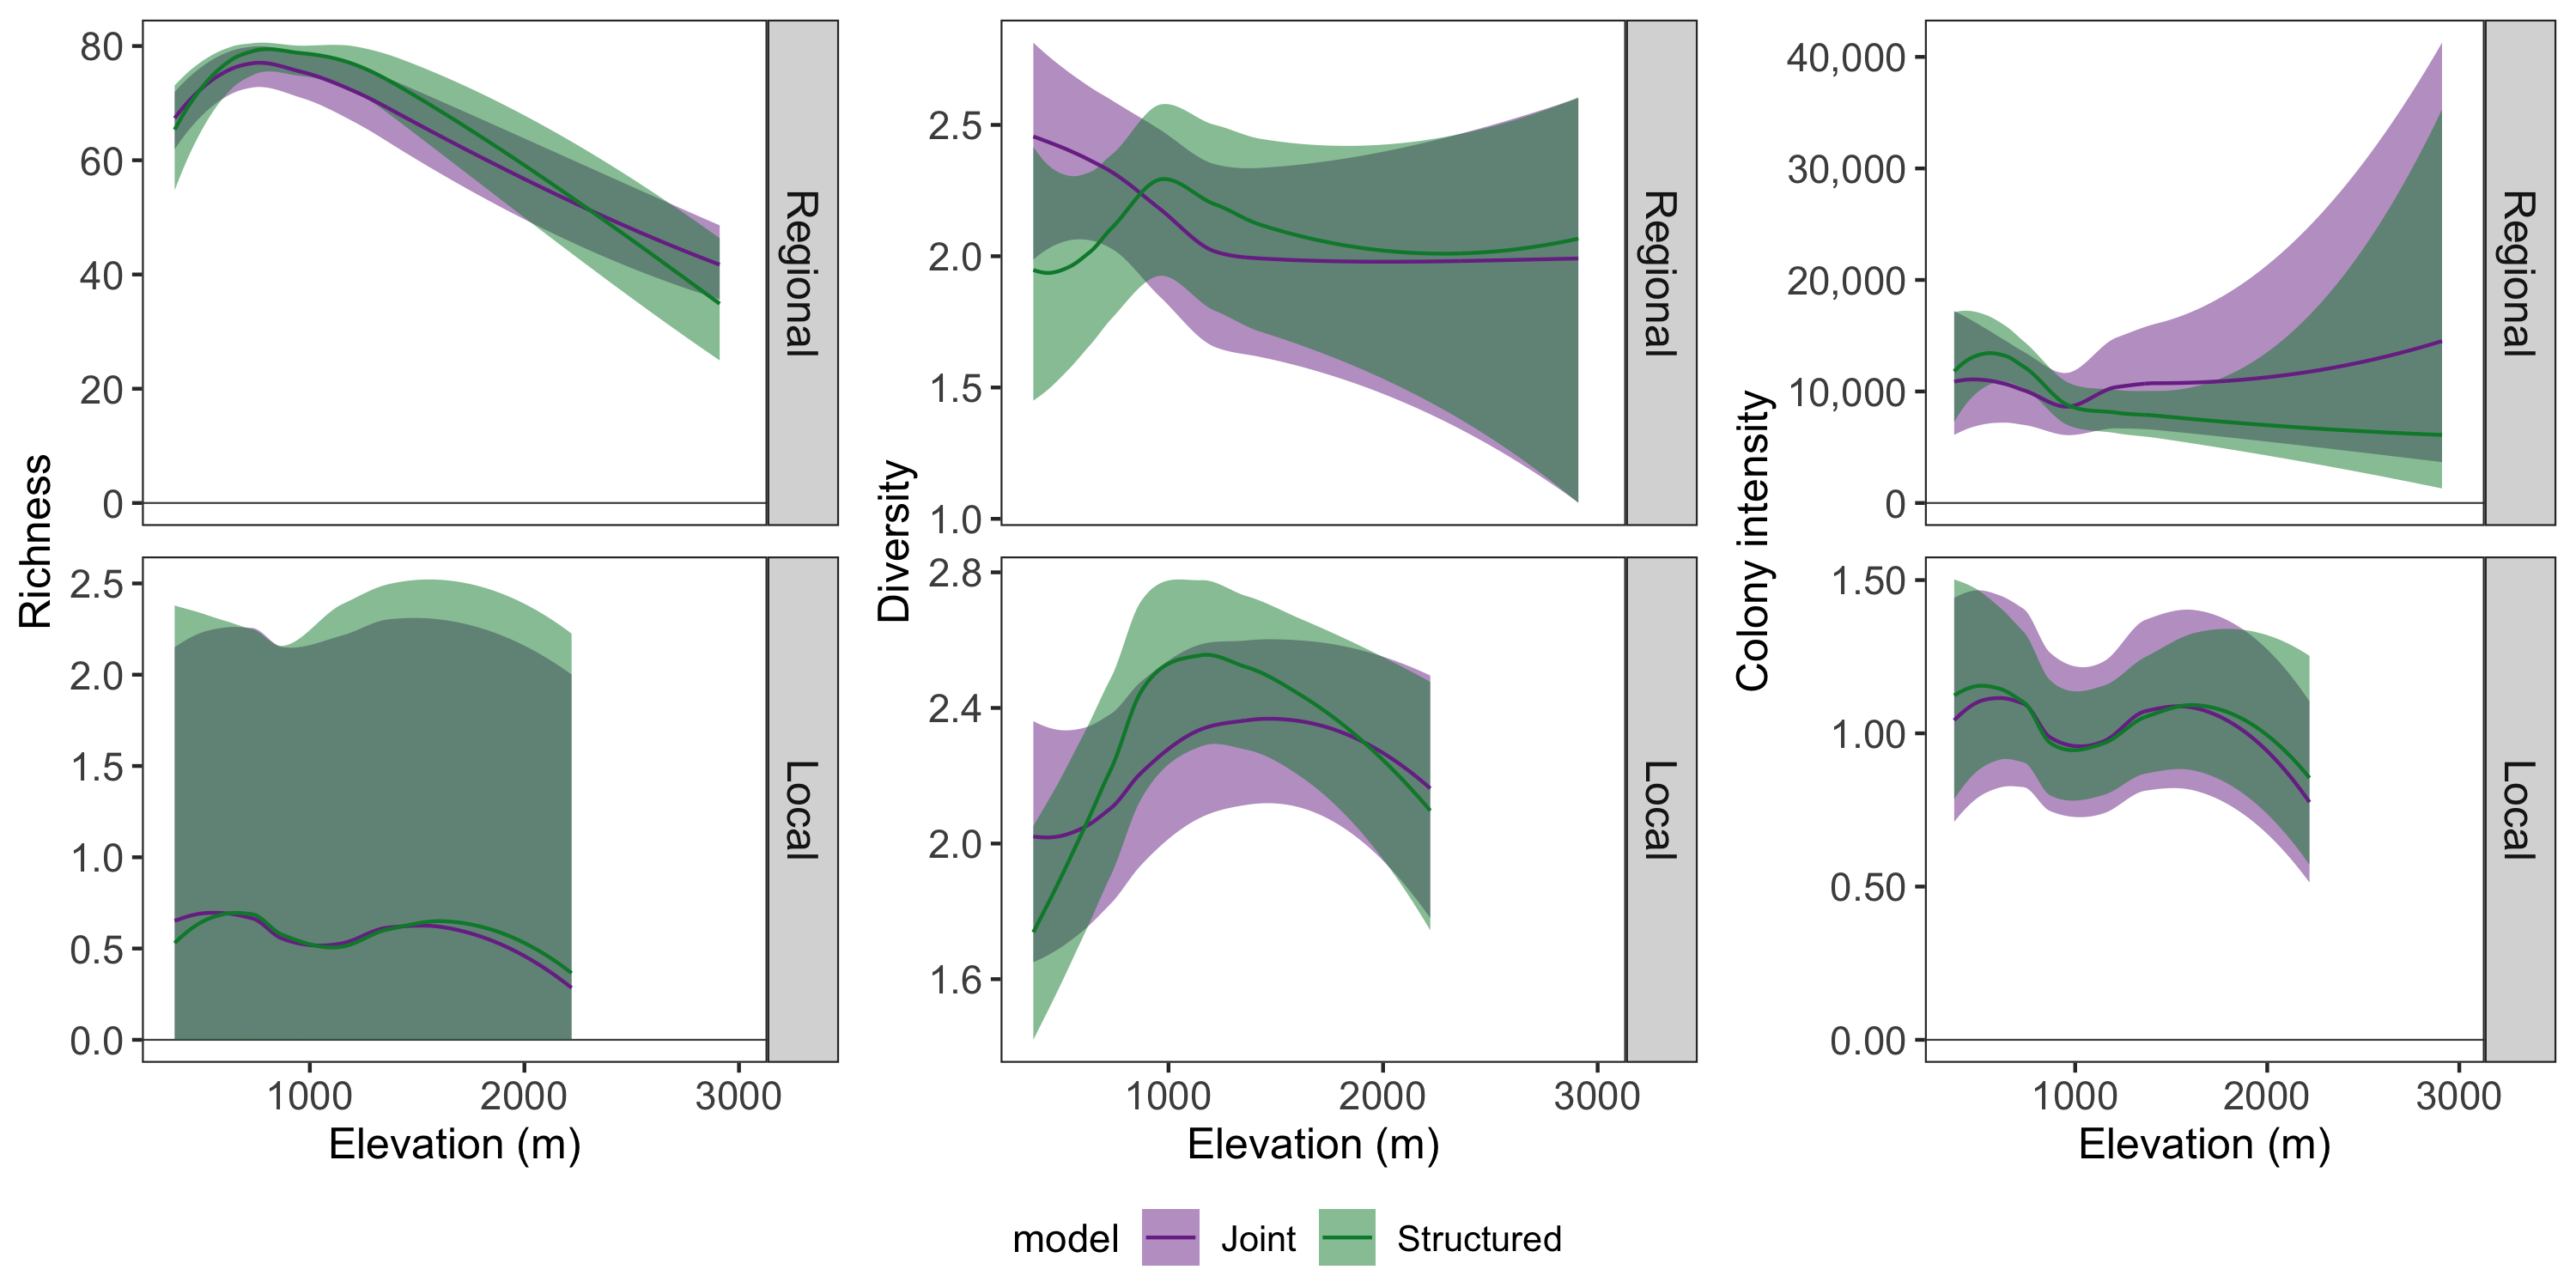 Richness
80
60
40
20
0
Regional
2.5
2.0
1.5
1.0
0.5
0.0
Local
1000
2000
3000
Elevation (m)
Diversity
2.5
2.0
1.5
1.0
Regional
2.8
2.4
2.0
1.6
Local
1000
2000
3000
Elevation (m)
Colony intensity
40,000
30,000
20,000
10,000
0
Regional
1.50
1.00
0.50
0.00
Local
1000
2000
3000
Elevation (m)
model Joint Structured